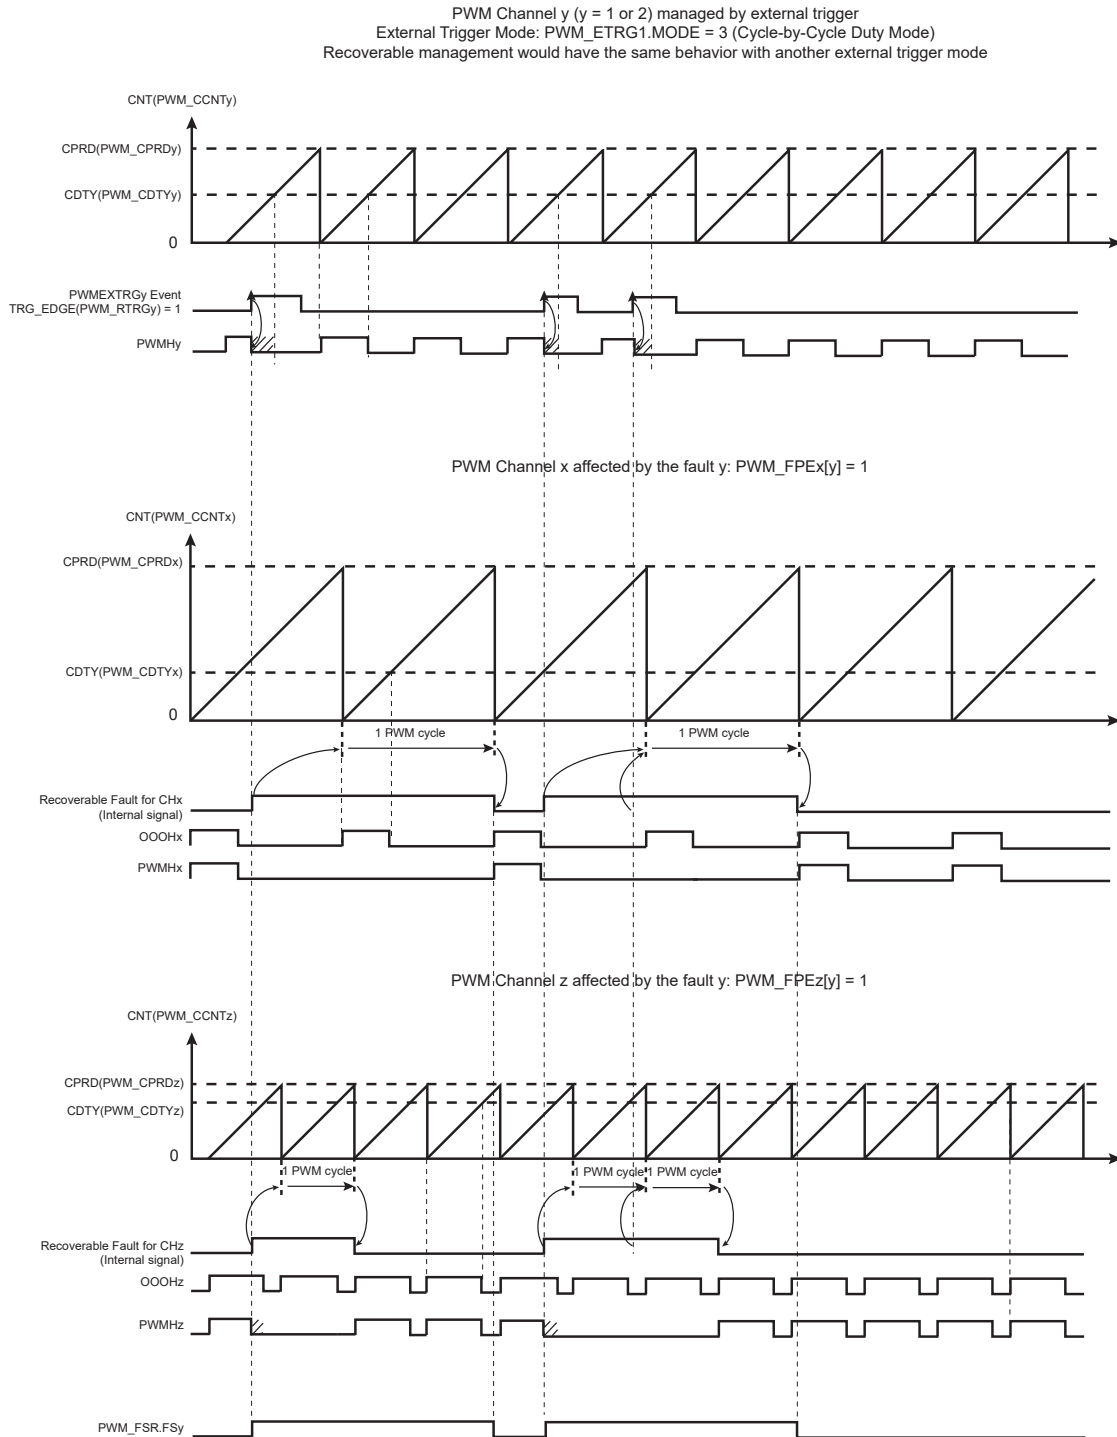 PWM Channel y (y = 1 or 2) managed by external trigger
External Trigger Mode: PWM_ETRG1.MODE = 3 (Cycle-by-Cycle Duty Mode)
Recoverable management would have the same behavior with another external trigger mode
CNT(PWM_CCNTy)
CPRD(PWM_CPRDy)
CDTY(PWM_CDTYy)
0
PWMEXTRGy Event
TRG_EDGE(PWM_RTRGy) = 1
PWMHy
PWM Channel x affected by the fault y: PWM_FPEx[y] = 1
CNT(PWM_CCNTx)
CPRD(PWM_CPRDx)
CDTY(PWM_CDTYx)
0
1 PWM cycle
1 PWM cycle
Recoverable Fault for CHx
(Internal signal)
OOOHx
PWMHx
PWM Channel z affected by the fault y: PWM_FPEz[y] = 1
CNT(PWM_CCNTz)
CPRD(PWM_CPRDz)
CDTY(PWM_CDTYz)
0
1 PWM cycle
1 PWM cycle
1 PWM cycle
Recoverable Fault for CHz
(Internal signal)
OOOHz
PWMHz
PWM_FSR.FSy